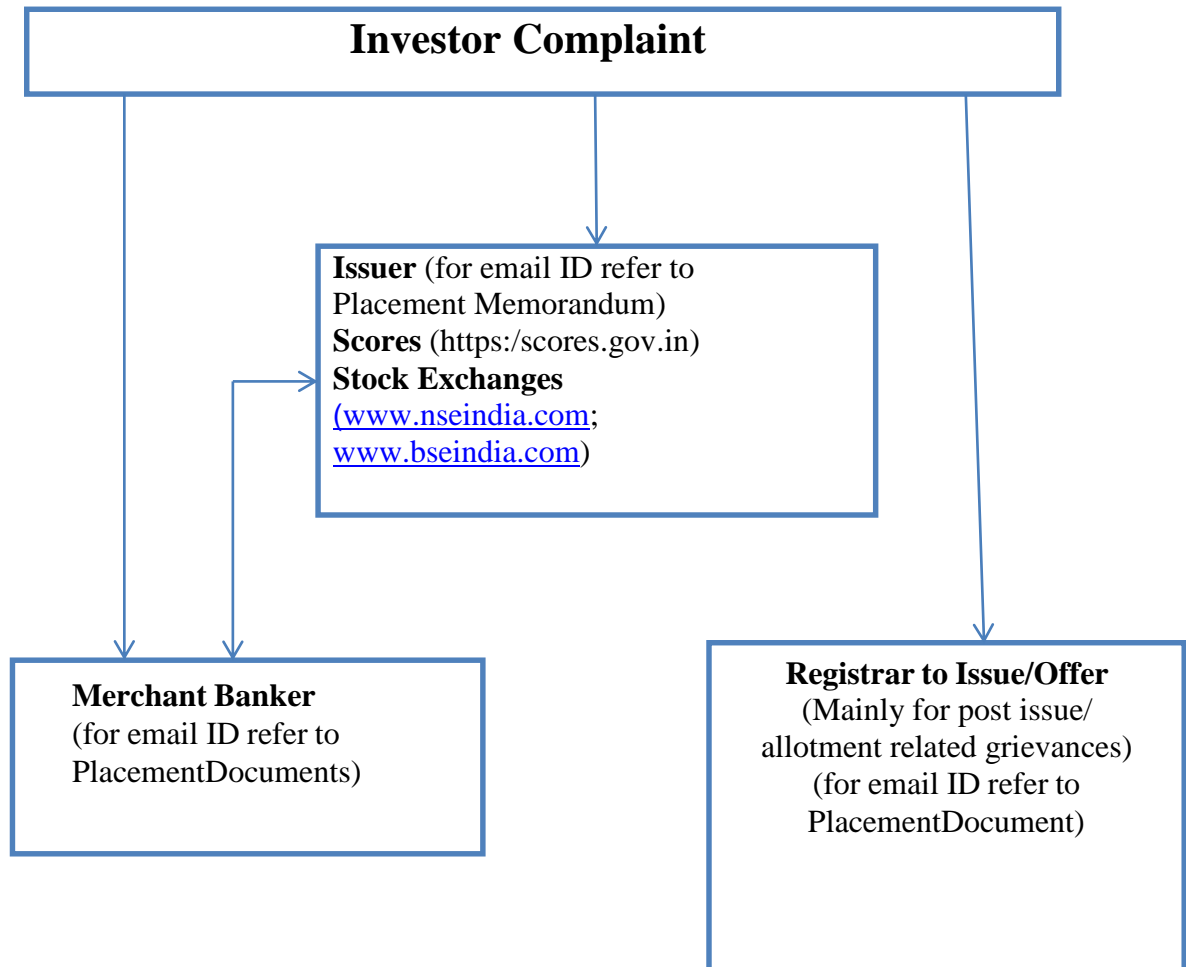 Investor Complaint
Issuer (for email ID refer to
Placement Memorandum)
Scores (https:/scores.gov.in)
Stock Exchanges
(www.nseindia.com;
www.bseindia.com)
Merchant Banker
(for email ID refer to
PlacementDocuments)
Registrar to Issue/Offer
(Mainly for post issue/
allotment related grievances)
(for email ID refer to
PlacementDocument)